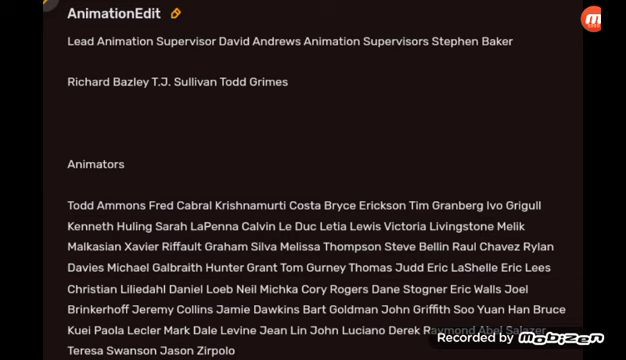 AnimationEdit
Lead Animation Supervisor David Andrews Animation Supervisors Stephen Baker
Richard Bazley T.J. Sullivan Todd Grimes
Animators
Todd Ammons Fred Cabral Krishnamurti Costa Bryce Erickson Tim Granberg Ivo Grigull
Kenneth Huling Sarah LaPenna Calvin Le Duc Letia Lewis Victoria Livingstone Melik
Malkasian Xavier Riffault Graham Silva Melissa Thompson Steve Bellin Raul Chavez Rylan
Davies Michael Galbraith Hunter Grant Tom Gurney Thomas Judd Eric LaShelle Eric Lees
Christian Liliedahl Daniel Loeb Neil Michka Cory Rogers Dane Stogner Eric Walls Joel
Brinkerhoff Jeremy Collins Jamie Dawkins Bart Goldman John Griffith Soo Yuan Han Bruce
Kuei Paola Lecler Mark Dale Levine Jean Lin John Luciano Derek Raymond Abel Salazer
Teresa Swanson Jason Zirpolo
Recorded by mobizen